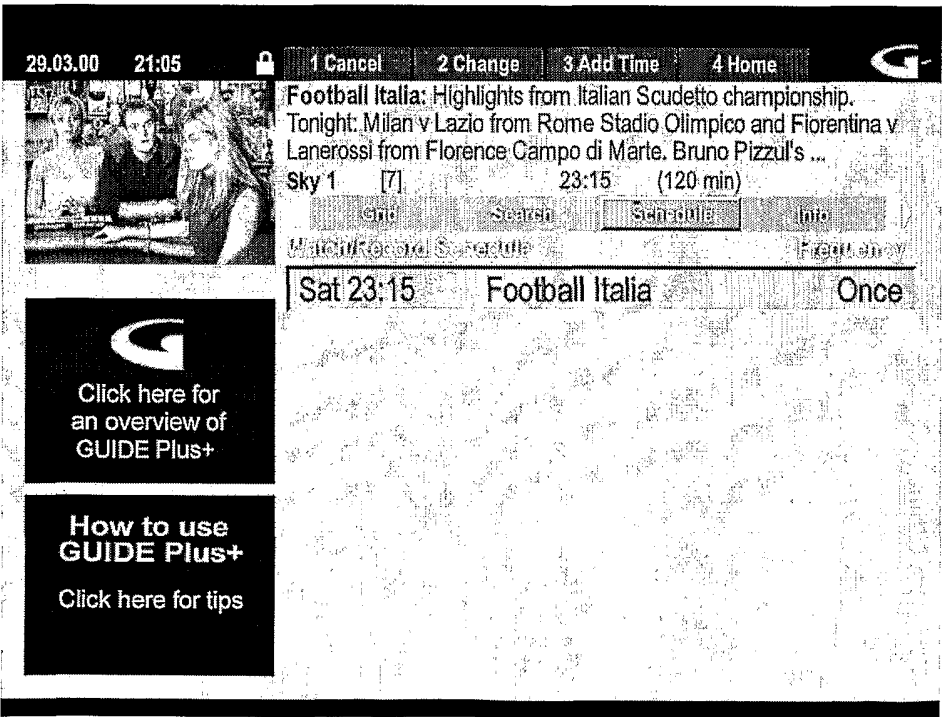 29.03.00 21:05 1 Cancel 2 Change 3 Add Time 4 Home
Football Italia: Highlights from Italian Scudetto championship.
Tonight: Milan v Lazio from Rome Stadio Olimpico and Fiorentina v
Lanerossi from Florence Campo di Marte. Bruno Pizzul's ...
Sky 1 [7] 23:15 (120 min)
Grid Search Schedule Info
Watch/Record Schedule Frequency
Sat 23:15 Football Italia Once
Click here for
an overview of
GUIDE Plus+
How to use
GUIDE Plus+
Click here for tips